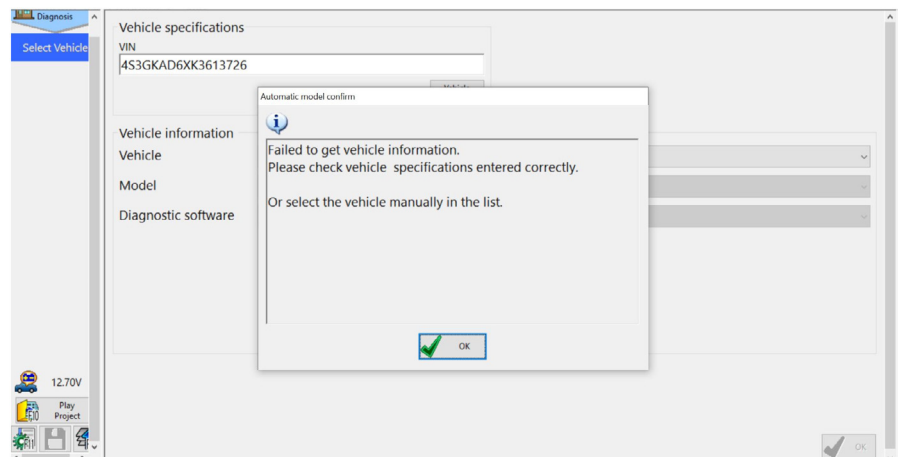 Diagnosis
Select Vehicle
Vehicle specifications
VIN
4S3GKAD6XK3613726
Automatic model confirm
Failed to get vehicle information.
Please check vehicle specifications entered correctly.
Or select the vehicle manually in the list.
OK
Vehicle information
Vehicle
Model
Diagnostic software
12.70V
Play
Project
F10
F11
OK